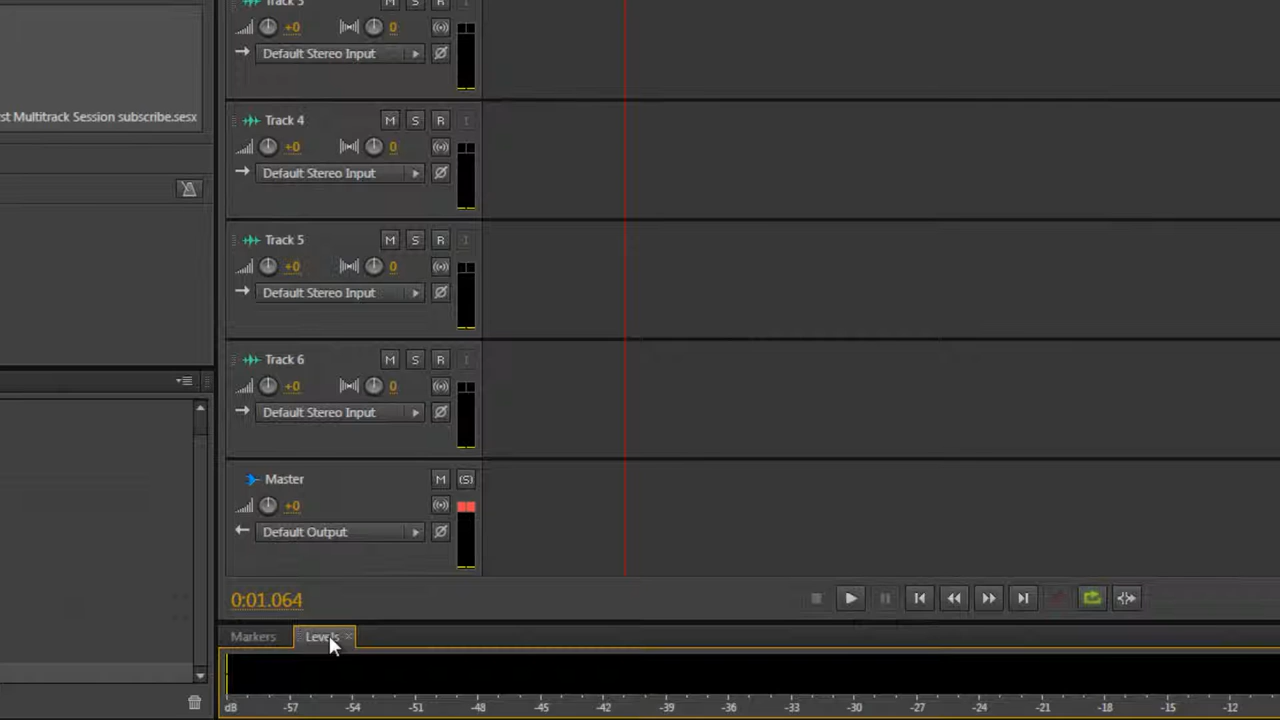 Track 3 M S R I
+0 0
Default Stereo Input
st Multitrack Session subscribe.sesx
Track 4 M S R I
+0 0
Default Stereo Input
Track 5 M S R I
+0 0
Default Stereo Input
Track 6 M S R I
+0 0
Default Stereo Input
Master M (S)
+0
Default Output
0:01.064
Markers Levels
dB -57 -54 -51 -48 -45 -42 -39 -36 -33 -30 -27 -24 -21 -18 -15 -12